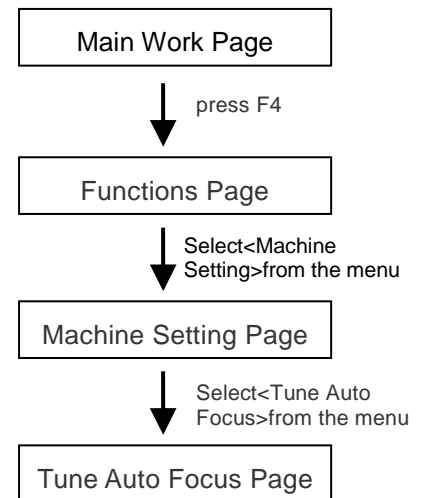 Main Work Page
press F4
Functions Page
Select<Machine
Setting>from the menu
Machine Setting Page
Select<Tune Auto
Focus>from the menu
Tune Auto Focus Page